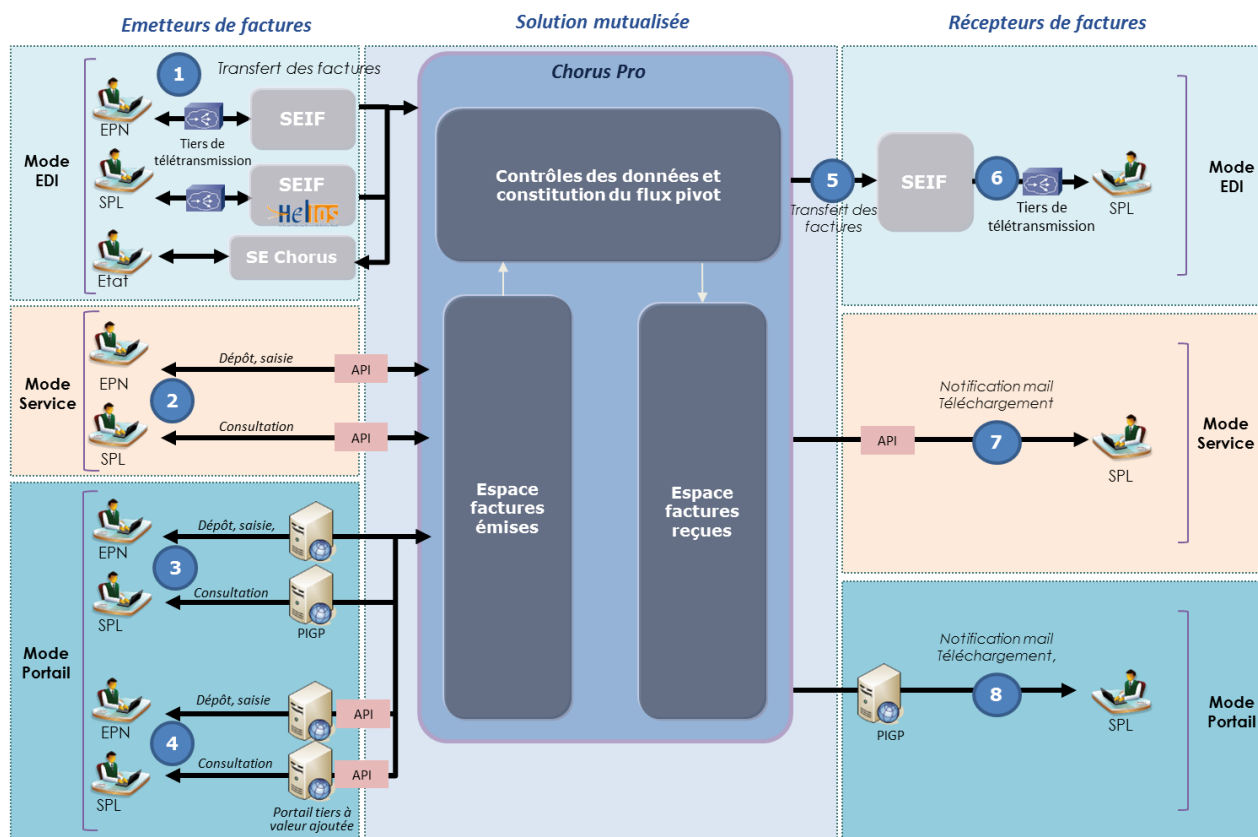 Emetteurs de factures
Solution mutualisée
Récepteurs de factures
Mode
EDI
1
Transfert des factures
EPN
Tiers de
télétransmission
SEIF
SPL
SEIF
Helios
Etat
SE Chorus
Mode
Service
2
EPN
Dépôt, saisie
API
SPL
Consultation
API
Mode
Portail
3
EPN
Dépôt, saisie,
SPL
Consultation
PIGP
4
EPN
Dépôt, saisie
API
SPL
Consultation
API
Portail tiers à
valeur ajoutée
Chorus Pro
Contrôles des données et
constitution du flux pivot
Espace
factures
émises
Espace
factures
reçues
5
Transfert des
factures
SEIF
6
Tiers de
télétransmission
SPL
Mode
EDI
Notification mail
Téléchargement
API
7
SPL
Mode
Service
Notification mail
Téléchargement,
PIGP
8
SPL
Mode
Portail